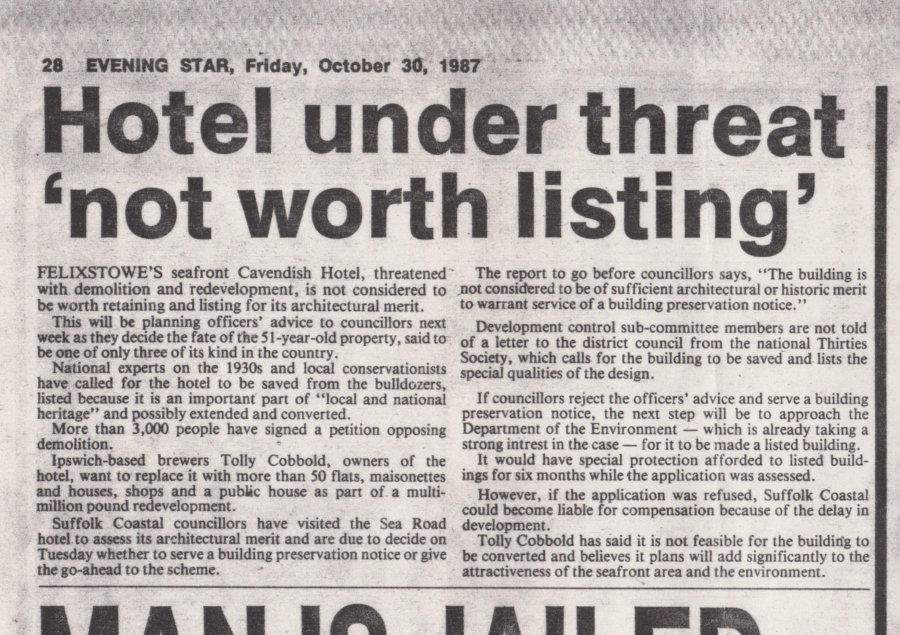 28 EVENING STAR, Friday, October 30, 1987
Hotel under threat
‘not worth listing’
FELIXSTOWE'S seafront Cavendish Hotel, threatened
with demolition and redevelopment, is not considered to
be worth retaining and listing for its architectural merit.
This will be planning officers' advice to councillors next
week as they decide the fate of the 51-year-old property, said to
be one of only three of its kind in the country.
National experts on the 1930s and local conservationists
have called for the hotel to be saved from the bulldozers,
listed because it is an important part of "local and national
heritage" and possibly extended and converted.
More than 3,000 people have signed a petition opposing
demolition.
Ipswich-based brewers Tolly Cobbold, owners of the
hotel, want to replace it with more than 50 flats, maisonettes
and houses, shops and a public house as part of a multi-
million pound redevelopment.
Suffolk Coastal councillors have visited the Sea Road
hotel to assess its architectural merit and are due to decide on
Tuesday whether to serve a building preservation notice or give
the go-ahead to the scheme.
The report to go before councillors says, "The building is
not considered to be of sufficient architectural or historic merit
to warrant service of a building preservation notice."
Development control sub-committee members are not told
of a letter to the district council from the national Thirties
Society, which calls for the building to be saved and lists the
special qualities of the design.
If councillors reject the officers' advice and serve a building
preservation notice, the next step will be to approach the
Department of the Environment — which is already taking a
strong intrest in the case — for it to be made a listed building.
It would have special protection afforded to listed build-
ings for six months while the application was assessed.
However, if the application was refused, Suffolk Coastal
could become liable for compensation because of the delay in
development.
Tolly Cobbold has said it is not feasible for the building to
be converted and believes it plans will add significantly to the
attractiveness of the seafront area and the environment.
MAN IS JAILED